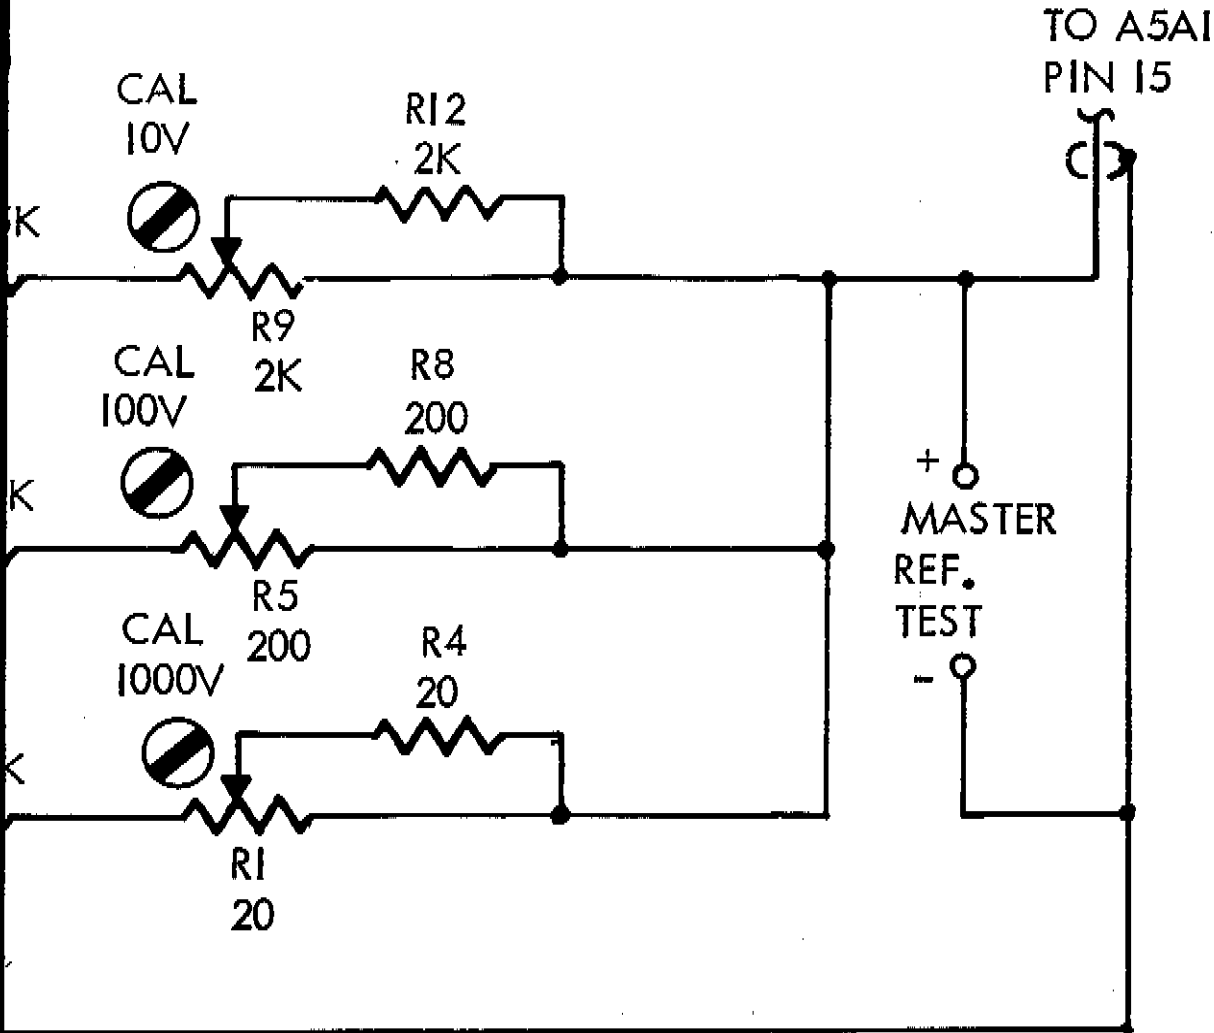 TO A5A1
PIN 15
CAL
10V
R12
2K
K
R9
2K
CAL
100V
R8
200
K
+
MASTER
REF.
TEST
-
R5
200
CAL
1000V
R4
20
K
R1
20